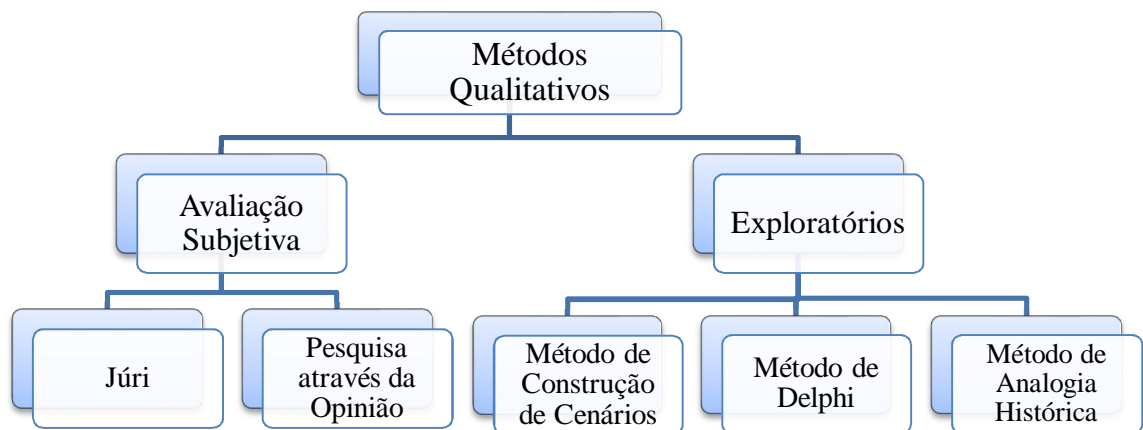 Métodos
Qualitativos
Avaliação
Subjetiva
Exploratórios
Júri
Pesquisa
através da
Opinião
Método de
Construção
de Cenários
Método de
Delphi
Método de
Analogia
Histórica